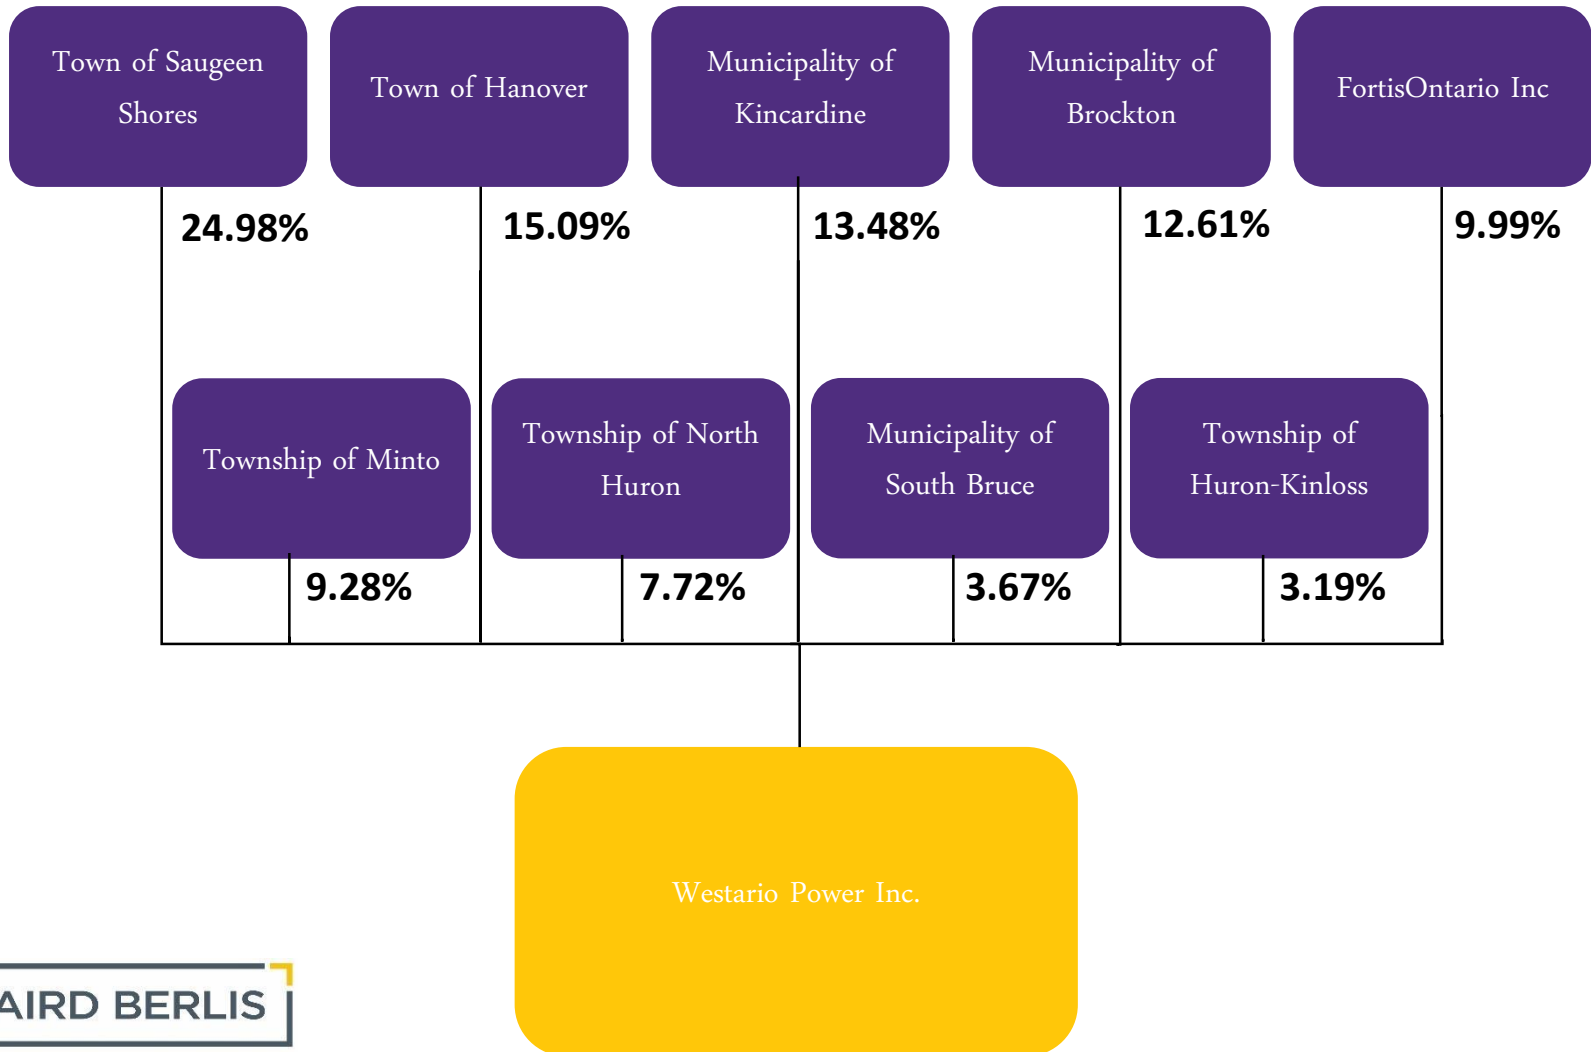 Town of Saugeen
Shores
Town of Hanover
Municipality of
Kincardine
Municipality of
Brockton
FortisOntario Inc
24.98%
15.09%
13.48%
12.61%
9.99%
Township of Minto
Township of North
Huron
Municipality of
South Bruce
Township of
Huron-Kinloss
9.28%
7.72%
3.67%
3.19%
Westario Power Inc.
AIRD BERLIS